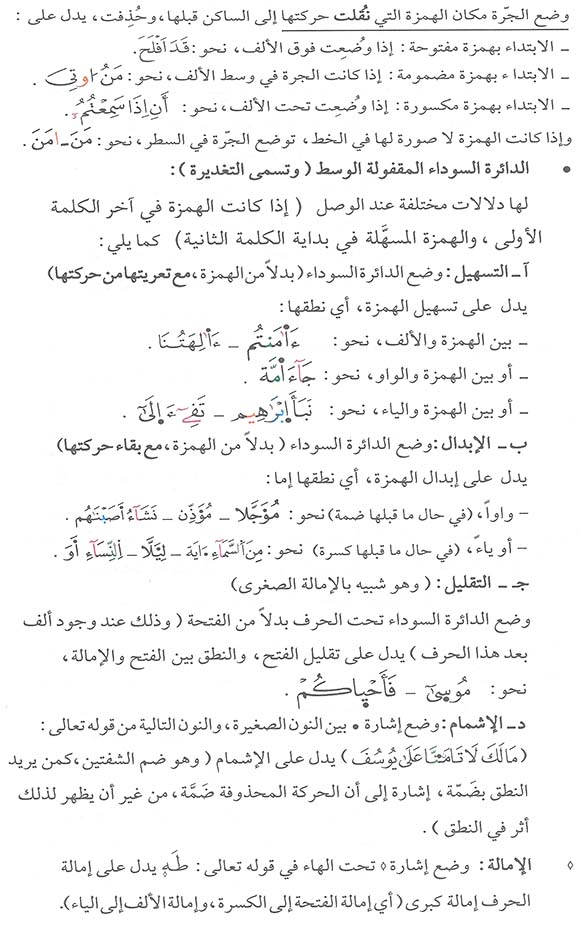 وضع الجرّة مكان الهمزة التي نُقلت حركتها إلى الساكن قبلها، وحُذِفت، يدل على :
ـ الابتداء بهمزة مفتوحة : إذا وُضِعت فوق الألف، نحو: قَدَ اَفْلَحَ.
ـ الابتداء بهمزة مضمومة : إذا كانت الجرة في وسط الألف، نحو: مَنُ اوتِيَ .
ـ الابتداء بهمزة مكسورة : إذا وُضِعت تحت الألف، نحو: أَنِ اِذَا سَمِعْتُمُ .
وإذا كانت الهمزة لا صورة لها في الخط، توضع الجرّة في السطر، نحو: مَنَ ـ امَنَ .
• الدائرة السوداء المقفولة الوسط ( وتسمى التغديرة ) :
لها دلالات مختلفة عند الوصل ( إذا كانت الهمزة في آخر الكلمة
الأولى ، والهمزة المسهَّلة في بداية الكلمة الثانية) كما يلي :
آ ـ التسهيل : وضع الدائرة السوداء (بدلاً من الهمزة، مع تعريتها من حركتها)
يدل على تسهيل الهمزة، أي نطقها :
ـ بين الهمزة والألف، نحو: ءَاٰمَنتُم ـ ءَاٰلِهَتُنَا .
ـ أو بين الهمزة والواو، نحو: جَآءَ امَّة .
ـ أو بين الهمزة والياء، نحو: نَبَأَ اِبْرَٰهِيم ـ تَفِےٓءَ اِلَىٰٓ .
ب ـ الإبدال : وضع الدائرة السوداء ( بدلاً من الهمزة، مع بقاء حركتها)
يدل على إبدال الهمزة، أي نطقها إما :
- واواً، (في حال ما قبلها ضمة) نحو : مُوَجَّلا ـ مُوَذِّن ـ نَشَآءُ اَصَبْنَٰهُم .
- أو ياءً، (في حال ما قبلها كسرة) نحو: مِنَ اَلسَّمَآءِ ءَايَة ـ لِيَلَّا ـ اِلنِّسَآءِ اَوَ .
جـ ـ التقليل : ( وهو شبيه بالإمالة الصغرى)
وضع الدائرة السوداء تحت الحرف بدلاً من الفتحة ( وذلك عند وجود ألف
بعد هذا الحرف ) يدل على تقليل الفتح، والنطق بين الفتح والإمالة،
نحو: مُوسٜىٰ ـ فَأَحْيٜاكُمْ .
د ـ الإشمام : وضع إشارة • بين النون الصغيرة، والنون التالية من قوله تعالى :
( مَا لَكَ لَا تَامَ۬نَّا عَلَىٰ يُوسُفَ ) يدل على الإشمام ( وهو ضم الشفتين، كمن يريد
النطق بضَمّة، إشارة إلى أن الحركة المحذوفة ضَمَّة، من غير أن يظهر لذلك
أثر في النطق ) .
◊ الإمالة : وضع إشارة ◊ تحت الهاء في قوله تعالى : طَهٜ يدل على إمالة
الحرف إمالة كبرى (أي إمالة الفتحة إلى الكسرة، وإمالة الألف إلى الياء).